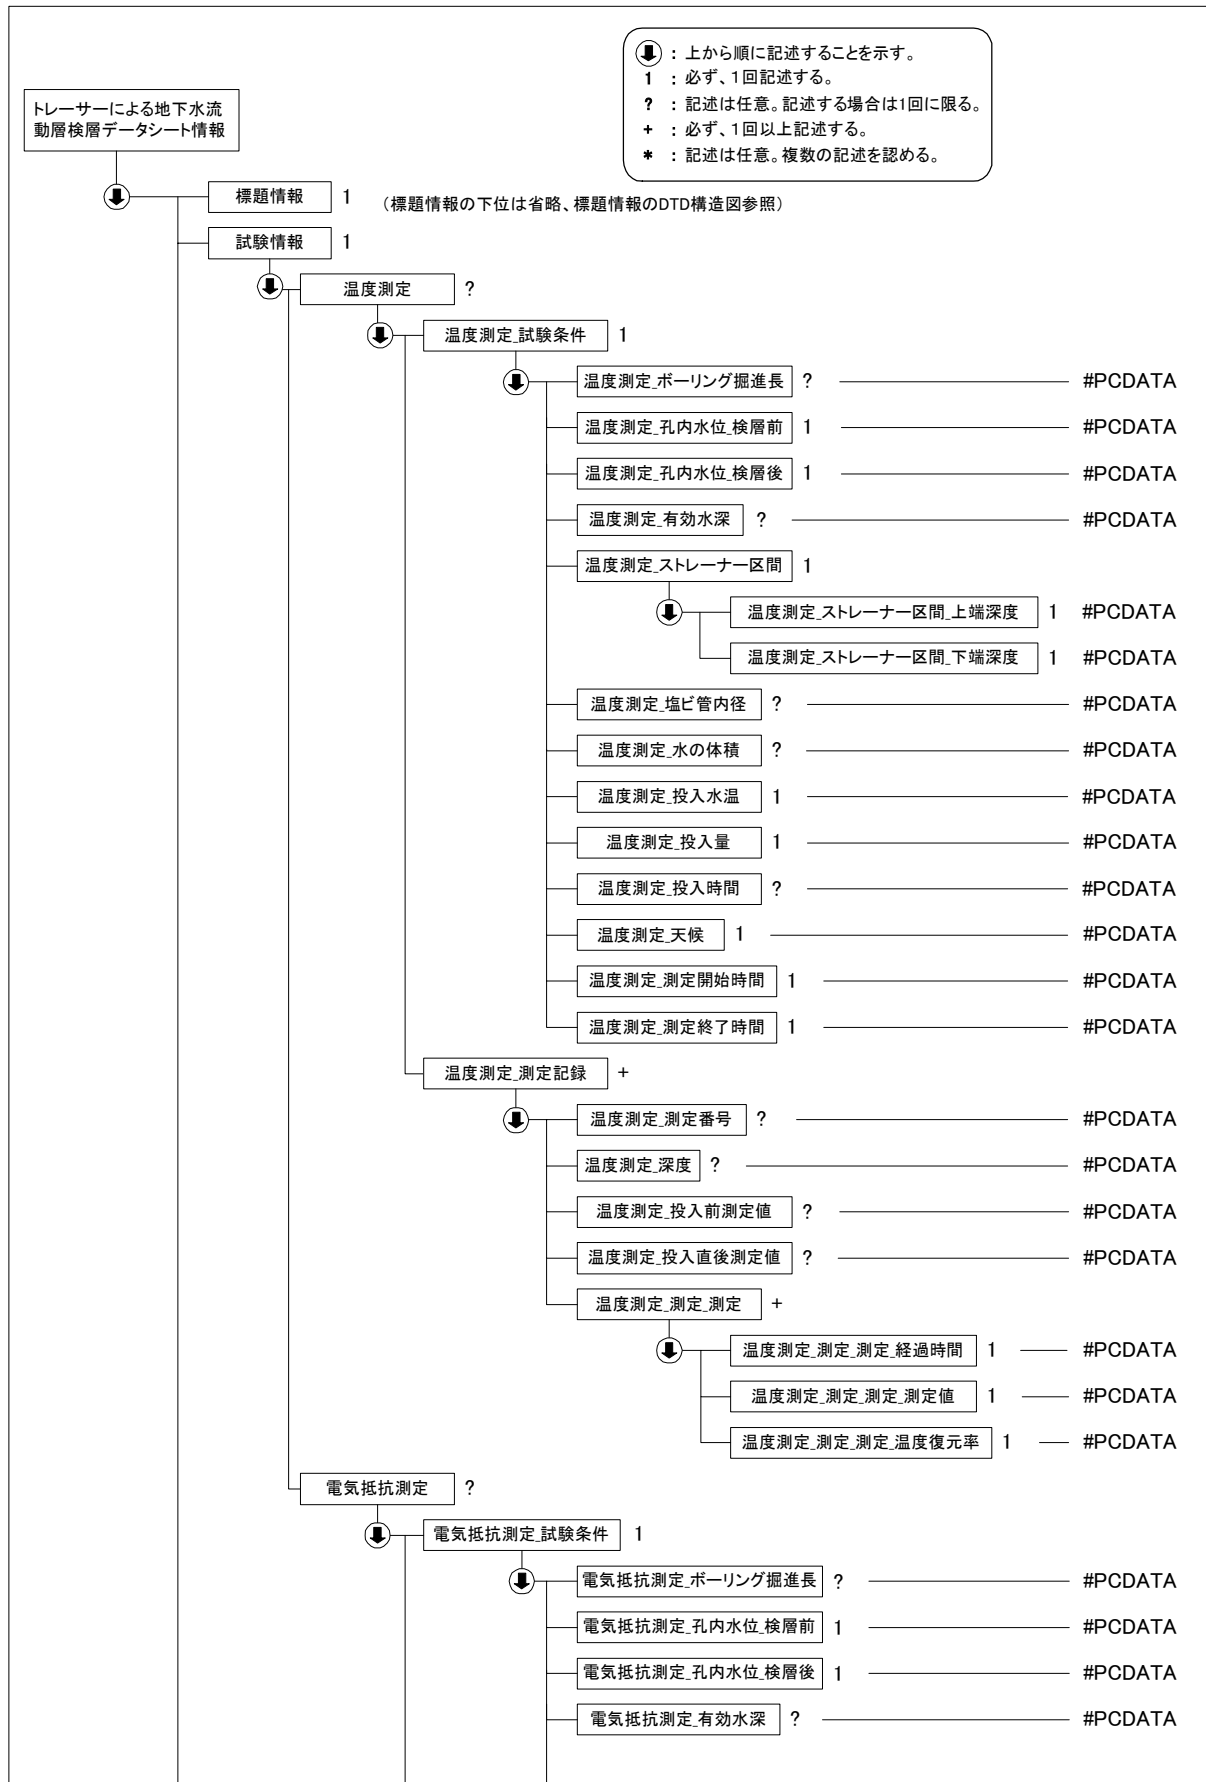 ⬇ : 上から順に記述することを示す。
1 : 必ず、1回記述する。
? : 記述は任意。記述する場合は1回に限る。
+ : 必ず、1回以上記述する。
* : 記述は任意。複数の記述を認める。
トレーサーによる地下水流
動層検層データシート情報
標題情報 1 (標題情報の下位は省略、標題情報のDTD構造図参照)
試験情報 1
温度測定 ?
温度測定_試験条件 1
温度測定_ボーリング掘進長 ? #PCDATA
温度測定_孔内水位_検層前 1 #PCDATA
温度測定_孔内水位_検層後 1 #PCDATA
温度測定_有効水深 ? #PCDATA
温度測定_ストレーナー区間 1
温度測定_ストレーナー区間_上端深度 1 #PCDATA
温度測定_ストレーナー区間_下端深度 1 #PCDATA
温度測定_塩ビ管内径 ? #PCDATA
温度測定_水の体積 ? #PCDATA
温度測定_投入水温 1 #PCDATA
温度測定_投入量 1 #PCDATA
温度測定_投入時間 ? #PCDATA
温度測定_天候 1 #PCDATA
温度測定_測定開始時間 1 #PCDATA
温度測定_測定終了時間 1 #PCDATA
温度測定_測定記録 +
温度測定_測定番号 ? #PCDATA
温度測定_深度 ? #PCDATA
温度測定_投入前測定値 ? #PCDATA
温度測定_投入直後測定値 ? #PCDATA
温度測定_測定_測定 +
温度測定_測定_測定_経過時間 1 #PCDATA
温度測定_測定_測定_測定値 1 #PCDATA
温度測定_測定_測定_温度復元率 1 #PCDATA
電気抵抗測定 ?
電気抵抗測定_試験条件 1
電気抵抗測定_ボーリング掘進長 ? #PCDATA
電気抵抗測定_孔内水位_検層前 1 #PCDATA
電気抵抗測定_孔内水位_検層後 1 #PCDATA
電気抵抗測定_有効水深 ? #PCDATA